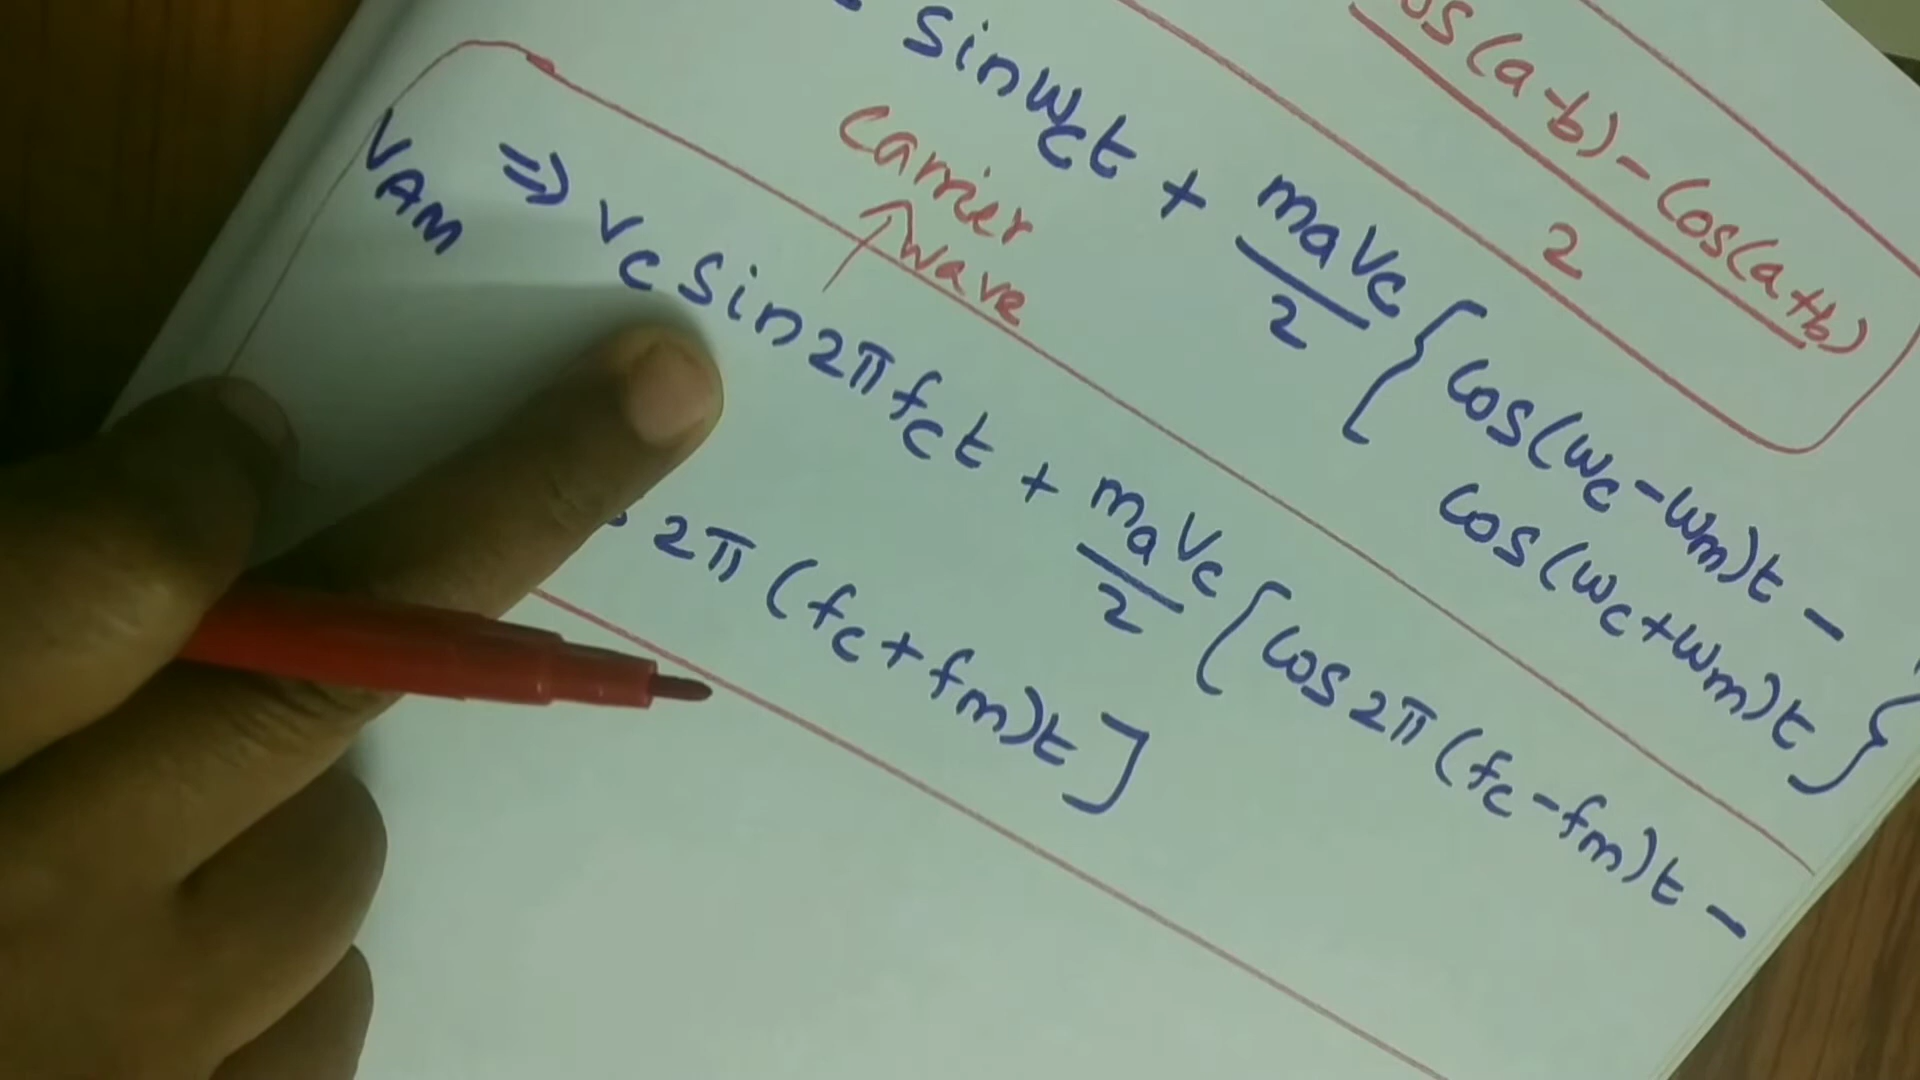 cos(a-b) - cos(a+b)
2
sinωct + maVc/2 {cos(ωc-ωm)t -
cos(ωc+ωm)t}
carrier
wave
VAM ⇒ Vc sin2πfct + maVc/2 [cos 2π(fc-fm)t -
2π(fc+fm)t]